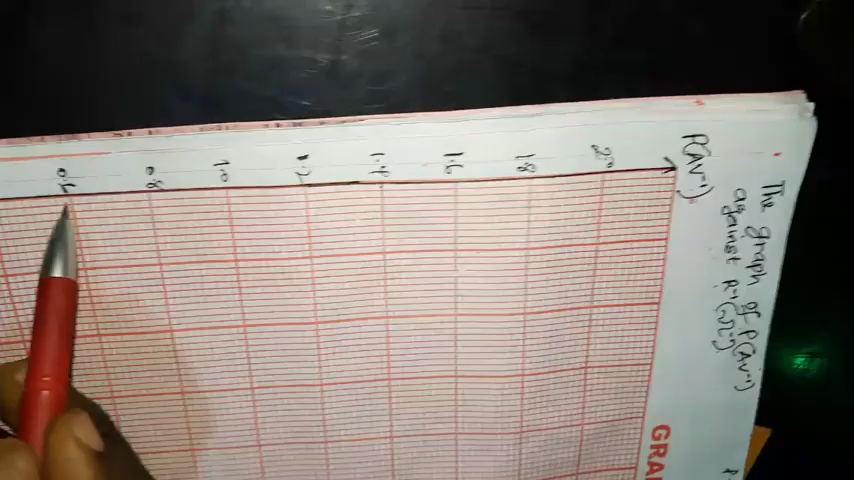 The graph of P(AV⁻¹)
against R⁻¹(Ω⁻¹)
P(AV⁻¹)
2.0
1.8
1.6
1.4
1.2
1.0
0.8
0.6
GRA